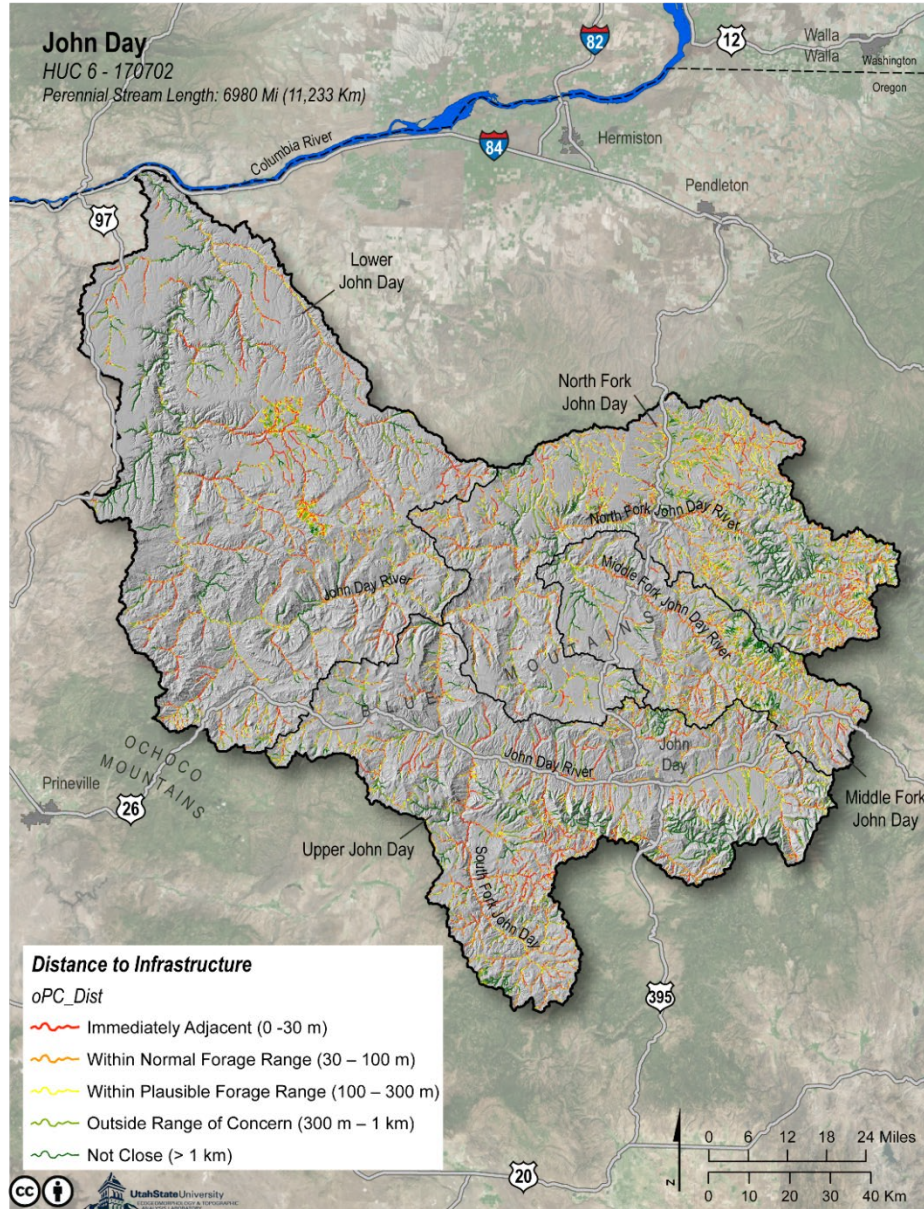 John Day
HUC 6 - 170702
Perennial Stream Length: 6980 Mi (11,233 Km)
82
12
Walla
Walla
Washington
Oregon
Columbia River
84
Hermiston
Pendleton
97
Lower
John Day
North Fork
John Day
North Fork John Day River
Middle Fork John Day River
John Day River
MOUTAINS
BLUE
OCHOCO
MOUNTAINS
Prineville
26
John Day River
John
Day
Middle Fork
John Day
Upper John Day
South Fork John Day
395
20
Distance to Infrastructure
oPC_Dist
Immediately Adjacent (0 -30 m)
Within Normal Forage Range (30 – 100 m)
Within Plausible Forage Range (100 – 300 m)
Outside Range of Concern (300 m – 1 km)
Not Close (> 1 km)
N
0 6 12 18 24 Miles
0 10 20 30 40 Km
cc
UtahStateUniversity